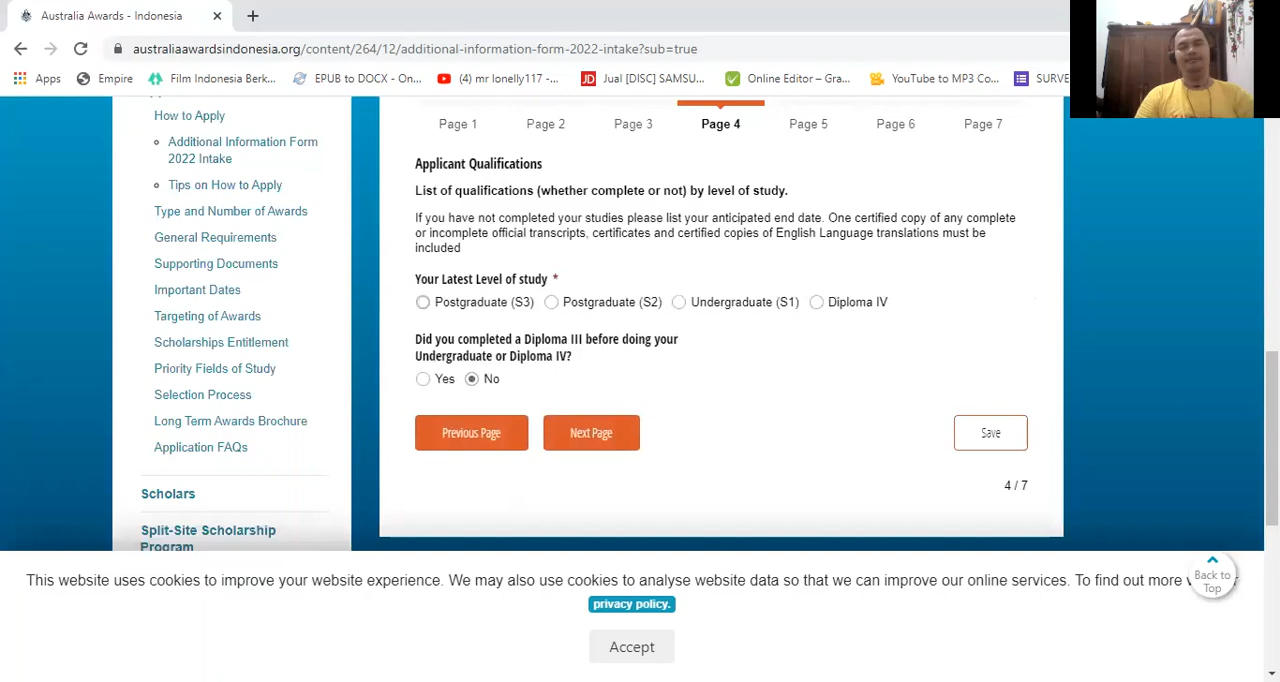 Australia Awards - Indonesia
australiaawardsindonesia.org/content/264/12/additional-information-form-2022-intake?sub=true
Apps
Empire
Film Indonesia Berk...
EPUB to DOCX - On...
(4) mr lonelly117 -...
JD
Jual [DISC] SAMSU...
Online Editor – Gra...
YouTube to MP3 Co...
SURVE
How to Apply
Additional Information Form
2022 Intake
Tips on How to Apply
Type and Number of Awards
General Requirements
Supporting Documents
Important Dates
Targeting of Awards
Scholarships Entitlement
Priority Fields of Study
Selection Process
Long Term Awards Brochure
Application FAQs
Scholars
Split-Site Scholarship
Program
Page 1
Page 2
Page 3
Page 4
Page 5
Page 6
Page 7
Applicant Qualifications
List of qualifications (whether complete or not) by level of study.
If you have not completed your studies please list your anticipated end date. One certified copy of any complete
or incomplete official transcripts, certificates and certified copies of English Language translations must be
included
Your Latest Level of study *
Postgraduate (S3)
Postgraduate (S2)
Undergraduate (S1)
Diploma IV
Did you completed a Diploma III before doing your
Undergraduate or Diploma IV?
Yes
No
Previous Page
Next Page
Save
4 / 7
This website uses cookies to improve your website experience. We may also use cookies to analyse website data so that we can improve our online services. To find out more
privacy policy.
Accept
Back to
Top